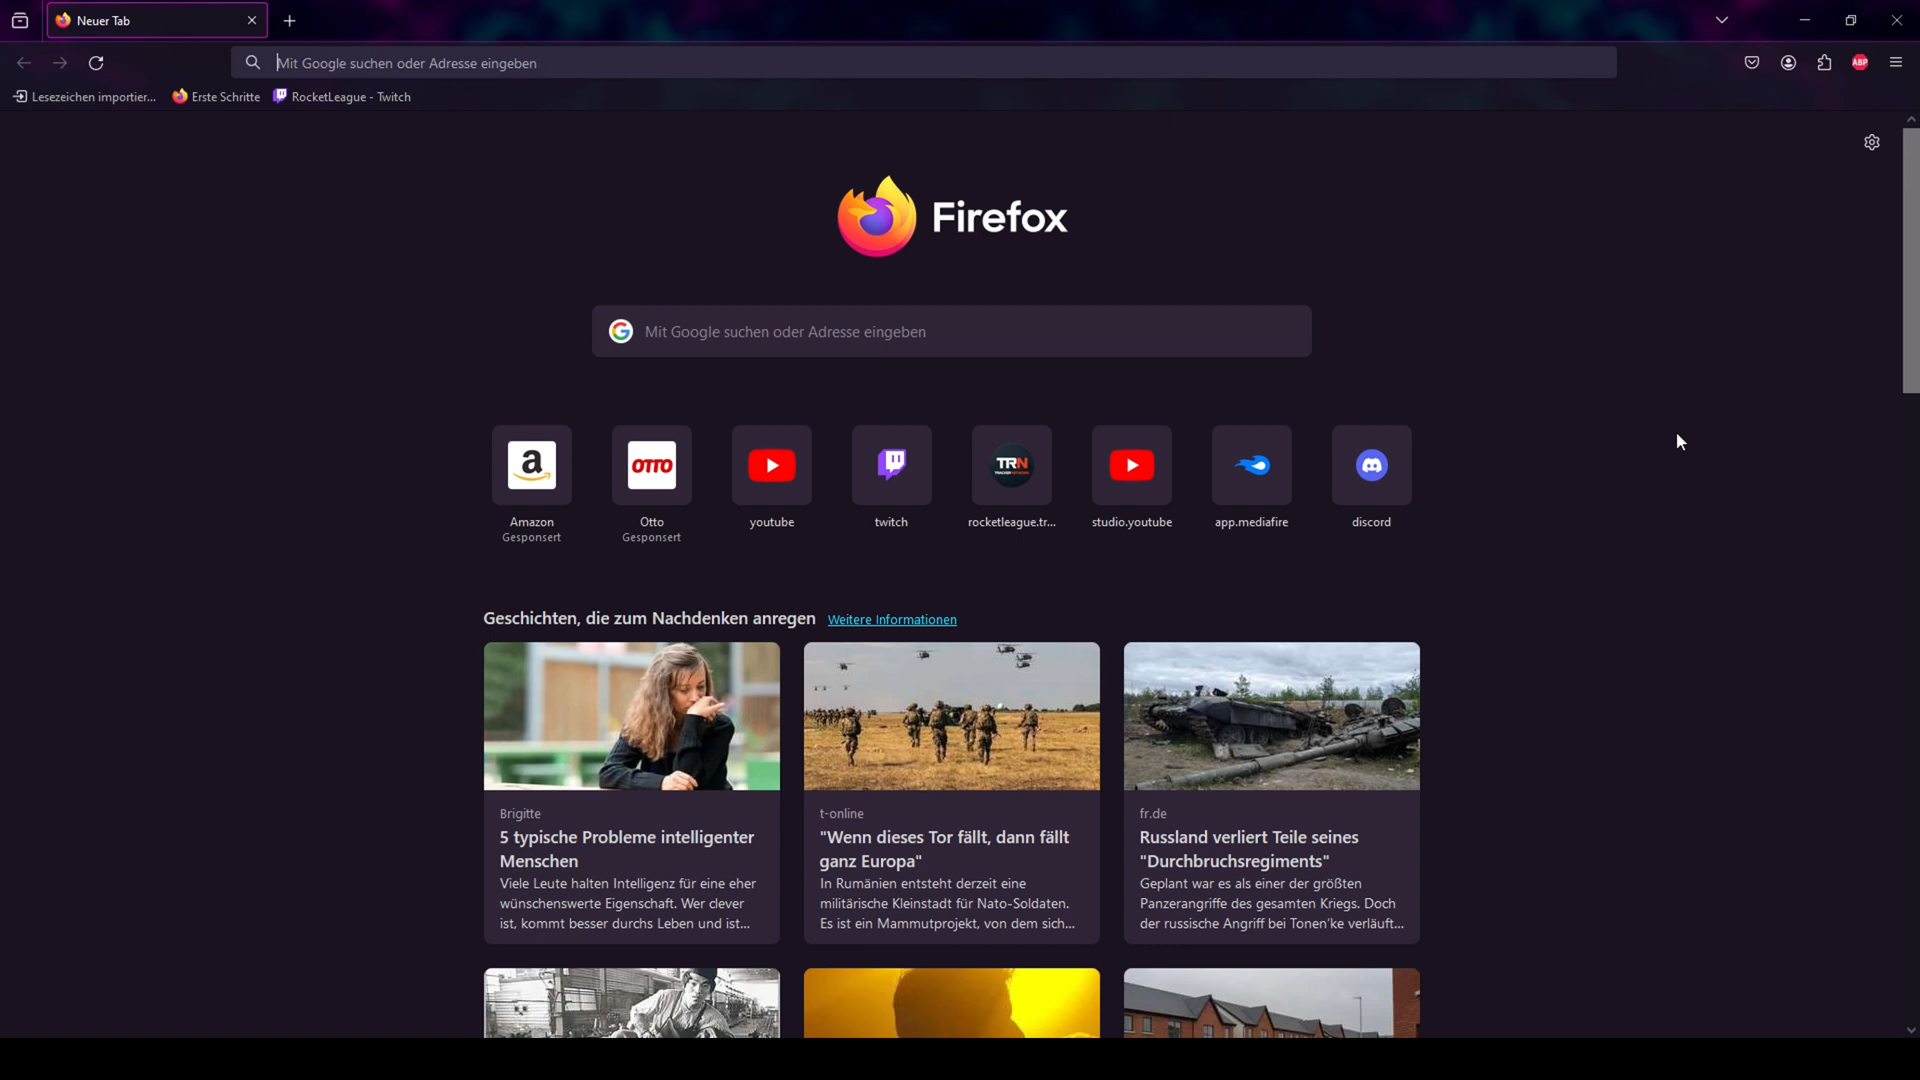 Neuer Tab
Mit Google suchen oder Adresse eingeben
ABP
Lesezeichen importier...
Erste Schritte
RocketLeague - Twitch
Firefox
Mit Google suchen oder Adresse eingeben
a
OTTO
TRN
Amazon
Gesponsert
Otto
Gesponsert
youtube
twitch
rocketleague.tr...
studio.youtube
app.mediafire
discord
Geschichten, die zum Nachdenken anregen
Weitere Informationen
Brigitte
5 typische Probleme intelligenter
Menschen
Viele Leute halten Intelligenz für eine eher
wünschenswerte Eigenschaft. Wer clever
ist, kommt besser durchs Leben und ist...
t-online
"Wenn dieses Tor fällt, dann fällt
ganz Europa"
In Rumänien entsteht derzeit eine
militärische Kleinstadt für Nato-Soldaten.
Es ist ein Mammutprojekt, von dem sich...
fr.de
Russland verliert Teile seines
"Durchbruchsregiments"
Geplant war es als einer der größten
Panzerangriffe des gesamten Kriegs. Doch
der russische Angriff bei Tonen'ke verläuft...